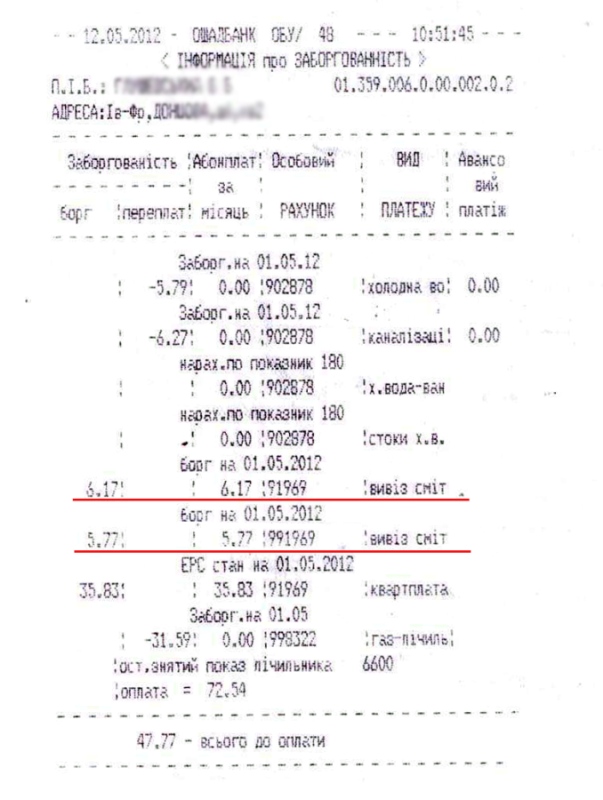 - - 12.05.2012 - ОЩАДБАНК ОБУ/ 48 - - - 10:51:45 - - -
< ІНФОРМАЦІЯ про ЗАБОРГОВАННІСТЬ >
П.І.Б.: 01.359.006.0.00.002.0.2
АДРЕСА:Ів-Фр,
Заборгованість ¦Абонплат¦ Особовий ¦ ВИД ¦ Авансо
- - - - - - - - -¦ за ¦ ¦ ¦ вий
борг ¦переплат¦ місяць ¦ РАХУНОК ¦ ПЛАТЕЖУ ¦ платіж
Заборг.на 01.05.12
¦ -5.79¦ 0.00 ¦902878 ¦холодна во¦ 0.00
Заборг.на 01.05.12
¦ -6.27¦ 0.00 ¦902878 ¦каналізаці¦ 0.00
нарах.по показник 180
¦ ¦ 0.00 ¦902878 ¦х.вода-ван
нарах.по показник 180
¦ .¦ 0.00 ¦902878 ¦стоки х.в.
борг на 01.05.2012
6.17¦ ¦ 6.17 ¦91969 ¦вивіз сміт
борг на 01.05.2012
5.77¦ ¦ 5.77 ¦991969 ¦вивіз сміт
ЕРС стан на 01.05.2012
35.83¦ ¦ 35.83 ¦91969 ¦квартплата
Заборг.на 01.05
¦ -31.59¦ 0.00 ¦998322 ¦газ-лічиль¦
¦ост.знятий показ лічильника 6600
¦оплата = 72.54
47.77 - всього до оплати